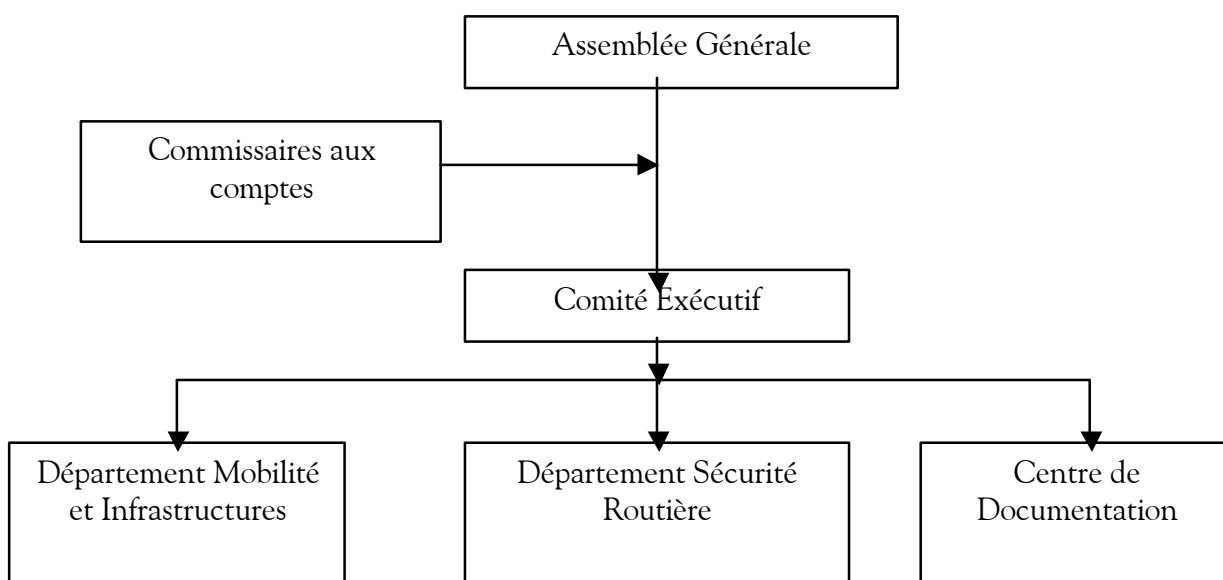 Assemblée Générale
Commissaires aux
comptes
Comité Exécutif
Département Mobilité
et Infrastructures
Département Sécurité
Routière
Centre de
Documentation